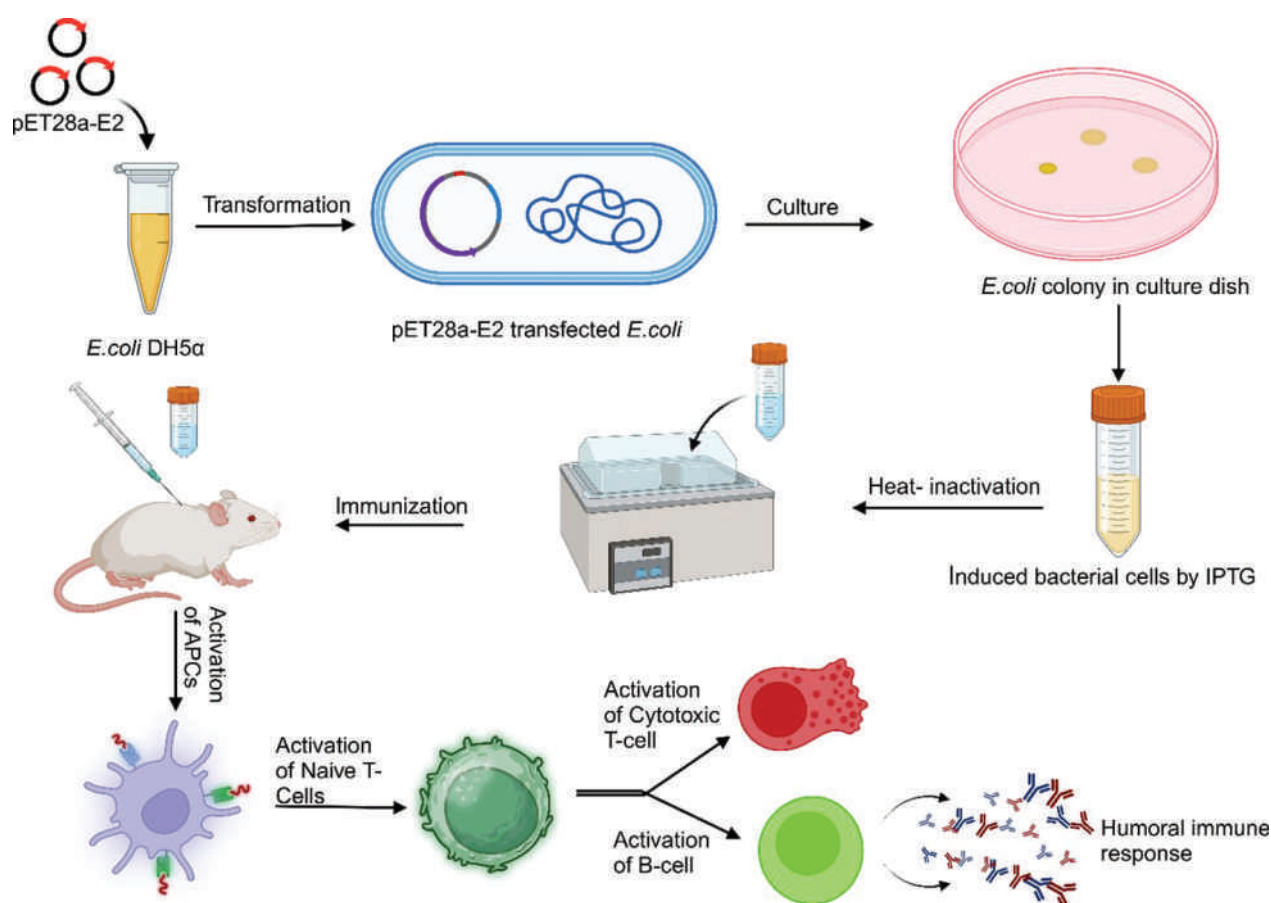 pET28a-E2
Transformation
Culture
E.coli DH5α
pET28a-E2 transfected E.coli
E.coli colony in culture dish
Immunization
Heat- inactivation
Induced bacterial cells by IPTG
Activation
of APCs
Activation
of Naive T-
Cells
Activation
of Cytotoxic
T-cell
Activation
of B-cell
Humoral immune
response